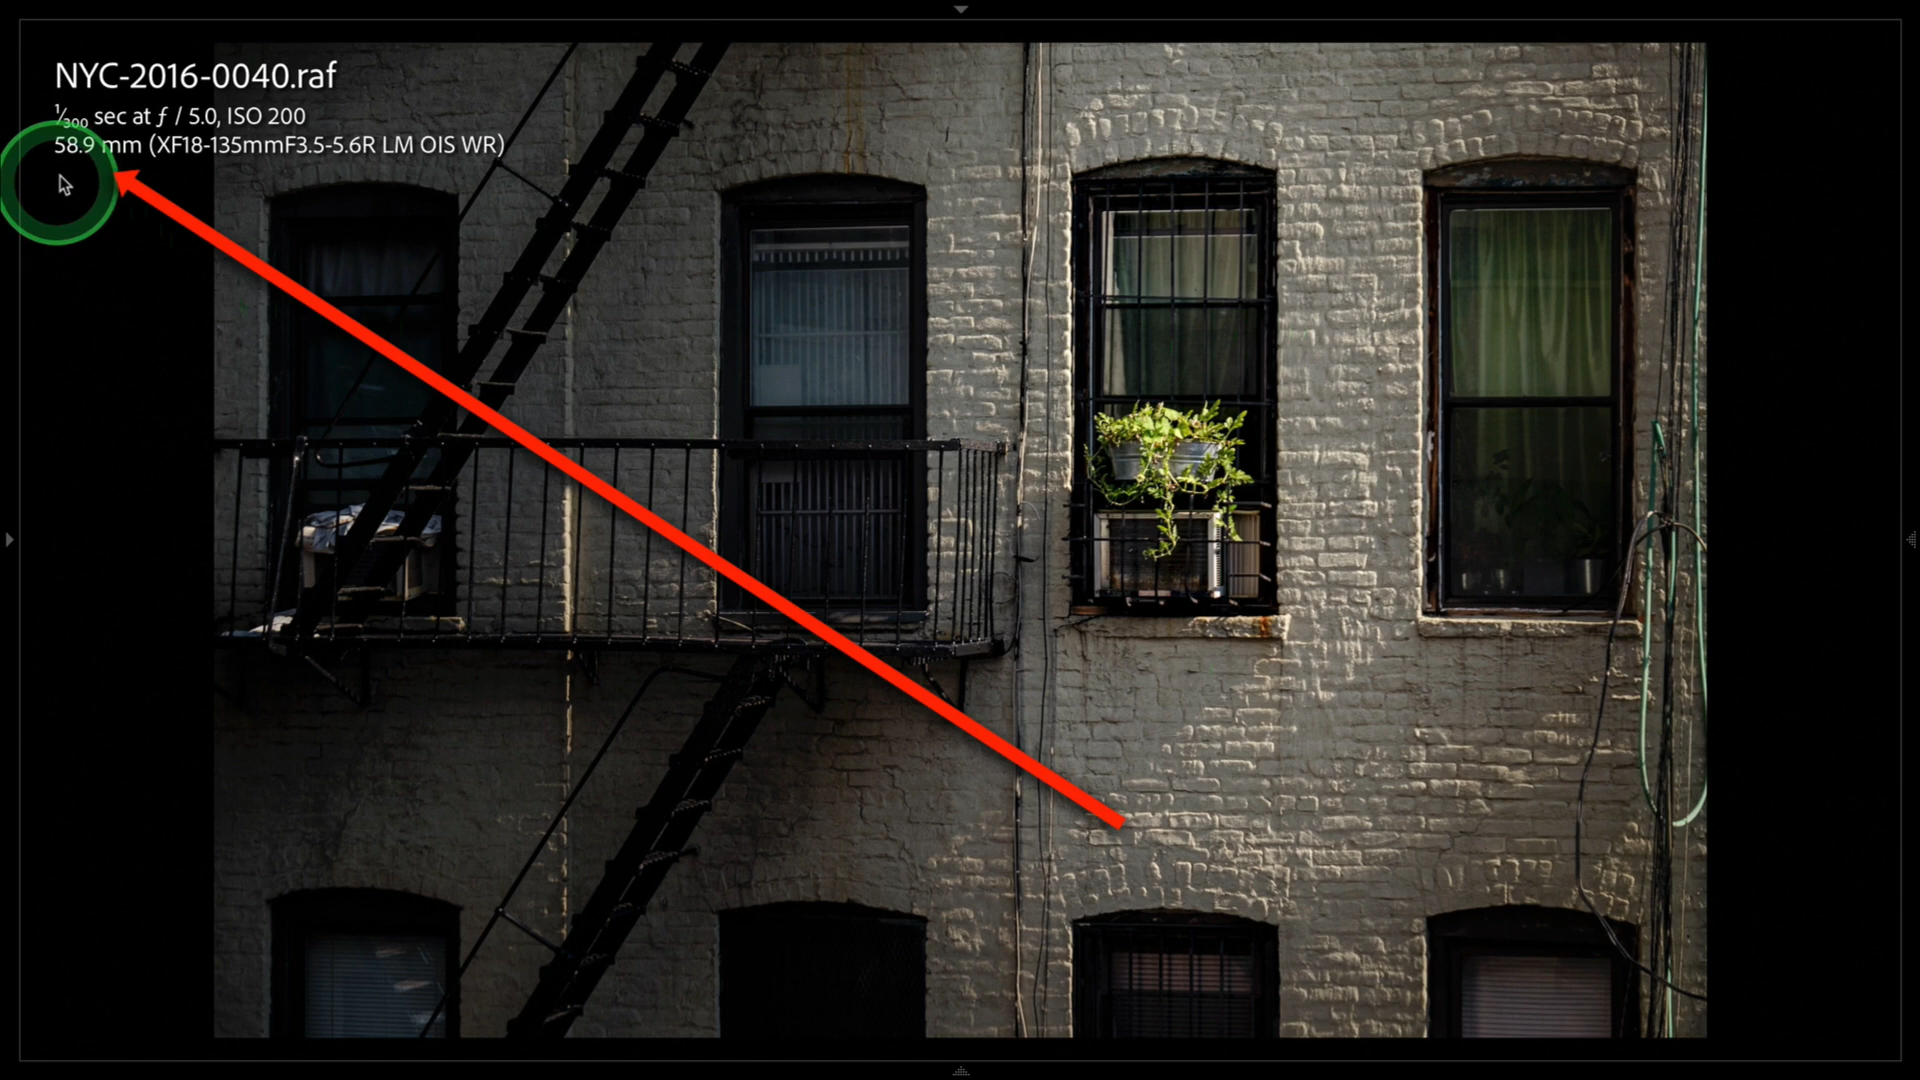 NYC-2016-0040.raf
1/300 sec at ƒ / 5.0, ISO 200
58.9 mm (XF18-135mmF3.5-5.6R LM OIS WR)